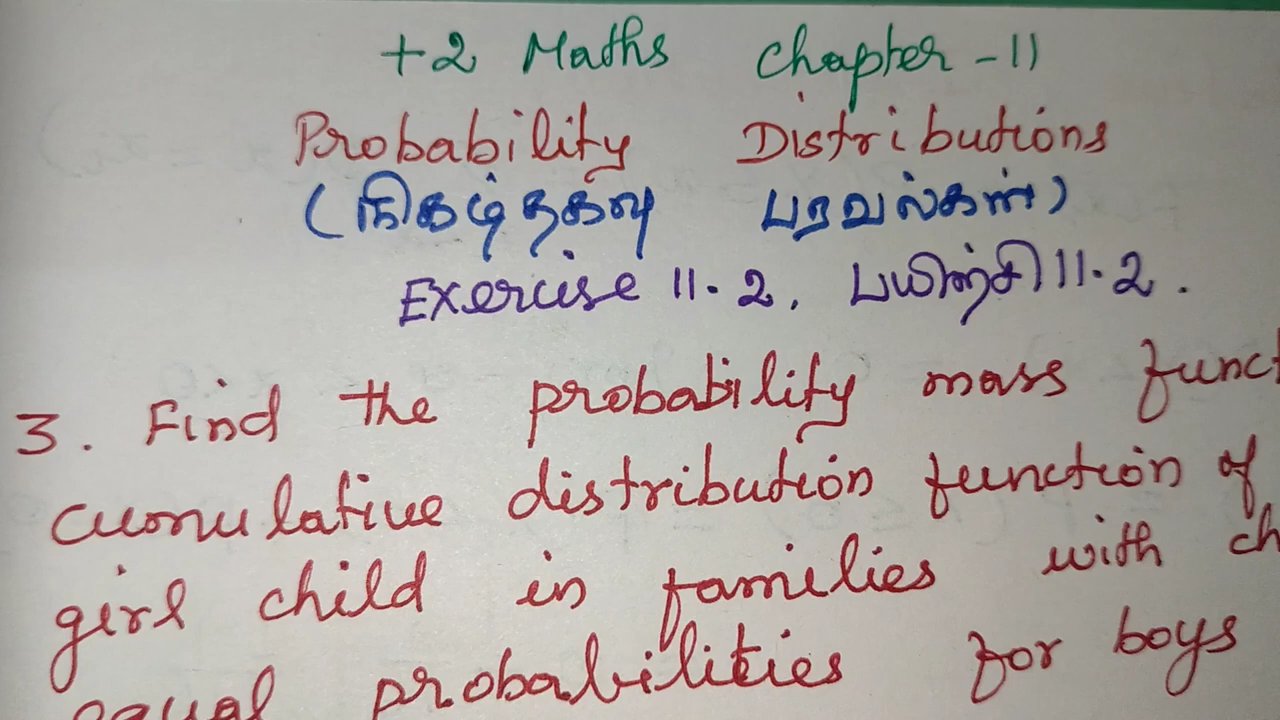 +2 Maths Chapter - 11
Probability Distributions
(நிகழ்தகவு பரவல்கள்)
Exercise 11.2, பயிற்சி 11.2.
3. Find the probability mass funct
cumulative distribution function of
girl child in families with ch
equal probabilities for boys